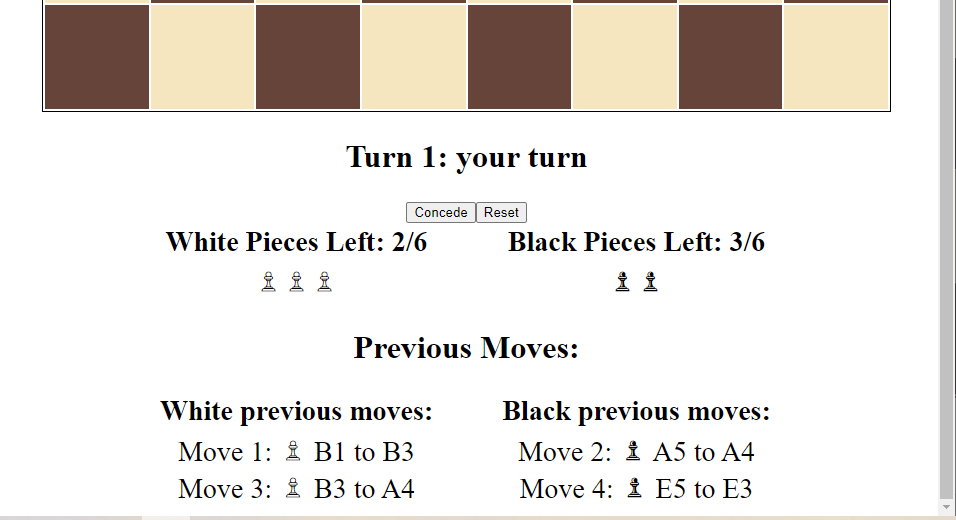 Turn 1: your turn
Concede Reset
White Pieces Left: 2/6 Black Pieces Left: 3/6
♙ ♙ ♙ ♝ ♝
Previous Moves:
White previous moves: Black previous moves:
Move 1: ♙ B1 to B3 Move 2: ♝ A5 to A4
Move 3: ♙ B3 to A4 Move 4: ♝ E5 to E3